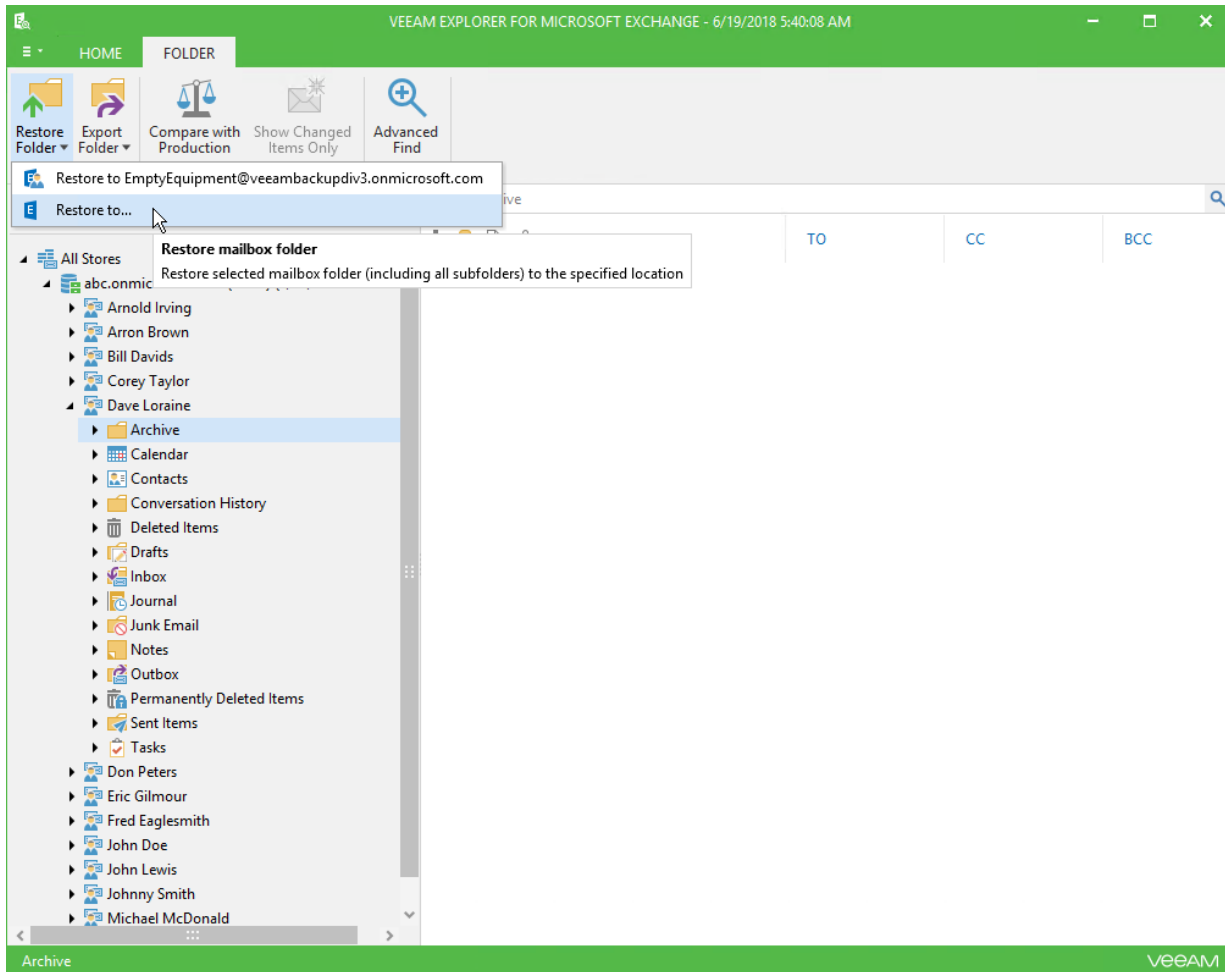 VEEAM EXPLORER FOR MICROSOFT EXCHANGE - 6/19/2018 5:40:08 AM
HOME FOLDER
Restore Folder
Export Folder
Compare with Production
Show Changed Items Only
Advanced Find
Restore to EmptyEquipment@veeambackupdiv3.onmicrosoft.com
Restore to...
Restore mailbox folder
Restore selected mailbox folder (including all subfolders) to the specified location
TO CC BCC
All Stores
Arnold Irving
Arron Brown
Bill Davids
Corey Taylor
Dave Loraine
Archive
Calendar
Contacts
Conversation History
Deleted Items
Drafts
Inbox
Journal
Junk Email
Notes
Outbox
Permanently Deleted Items
Sent Items
Tasks
Don Peters
Eric Gilmour
Fred Eaglesmith
John Doe
John Lewis
Johnny Smith
Michael McDonald
Archive
VEEAM